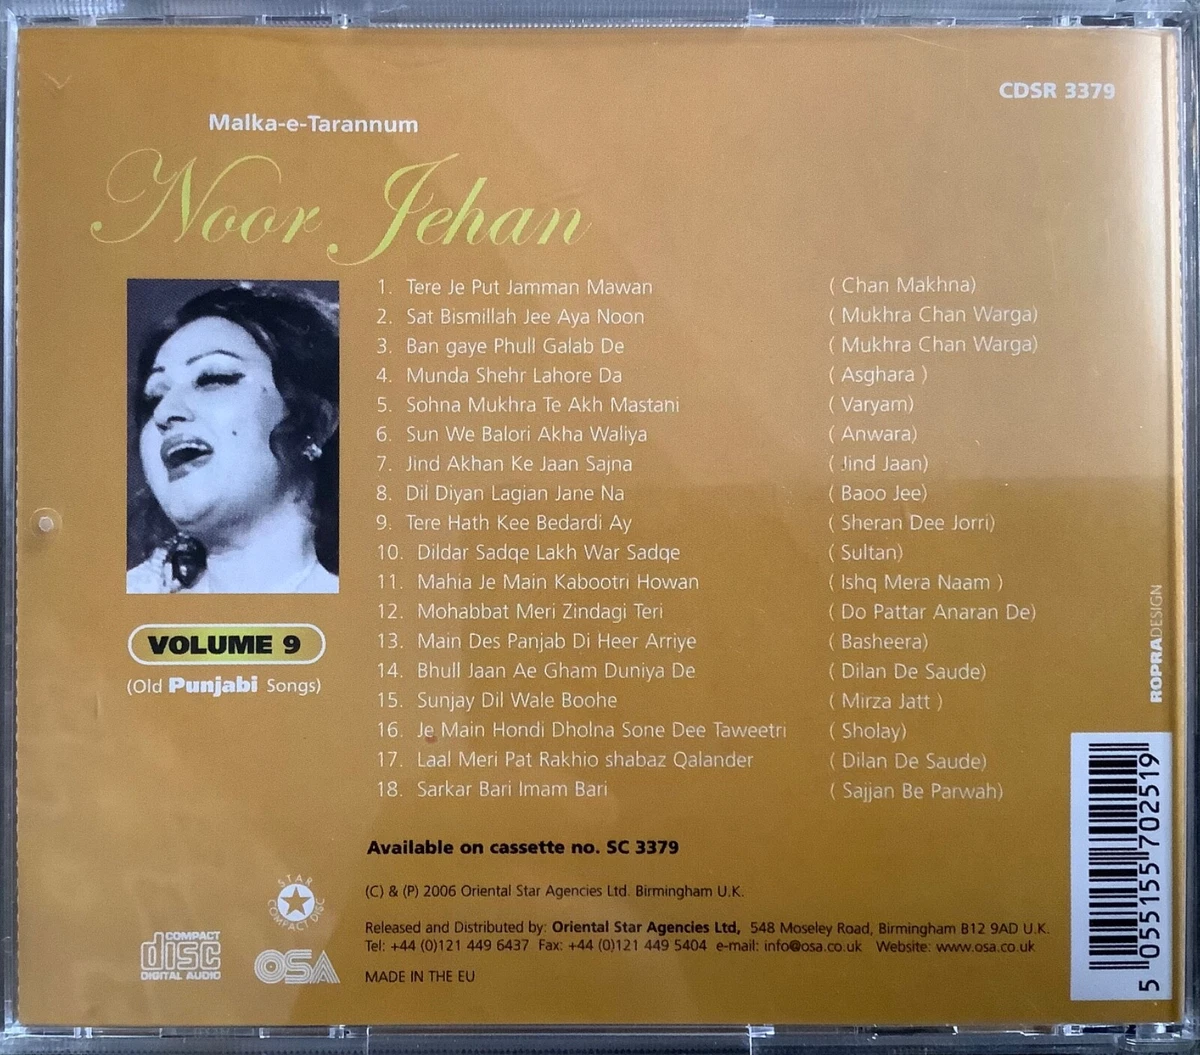 CDSR 3379
Malka-e-Tarannum
Noor Jehan
1. Tere Je Put Jamman Mawan ( Chan Makhna)
2. Sat Bismillah Jee Aya Noon ( Mukhra Chan Warga)
3. Ban gaye Phull Galab De ( Mukhra Chan Warga)
4. Munda Shehr Lahore Da ( Asghara )
5. Sohna Mukhra Te Akh Mastani ( Varyam)
6. Sun We Balori Akha Waliya ( Anwara)
7. Jind Akhan Ke Jaan Sajna ( Jind Jaan)
8. Dil Diyan Lagian Jane Na ( Baoo Jee)
9. Tere Hath Kee Bedardi Ay ( Sheran Dee Jorri)
10. Dildar Sadqe Lakh War Sadqe ( Sultan)
11. Mahia Je Main Kabootri Howan ( Ishq Mera Naam )
12. Mohabbat Meri Zindagi Teri ( Do Pattar Anaran De)
13. Main Des Panjab Di Heer Arriye ( Basheera)
14. Bhull Jaan Ae Gham Duniya De ( Dilan De Saude)
15. Sunjay Dil Wale Boohe ( Mirza Jatt )
16. Je Main Hondi Dholna Sone Dee Taweetri ( Sholay)
17. Laal Meri Pat Rakhio shabaz Qalander ( Dilan De Saude)
18. Sarkar Bari Imam Bari ( Sajjan Be Parwah)
VOLUME 9
(Old Punjabi Songs)
ROPRADESIGN
Available on cassette no. SC 3379
(C) & (P) 2006 Oriental Star Agencies Ltd. Birmingham U.K.
Released and Distributed by: Oriental Star Agencies Ltd, 548 Moseley Road, Birmingham B12 9AD U.K.
Tel: +44 (0)121 449 6437 Fax: +44 (0)121 449 5404 e-mail: info@osa.co.uk Website: www.osa.co.uk
MADE IN THE EU
STAR
COMPACT DISC
COMPACT
disc
DIGITAL AUDIO
OSA
5 055155 702519